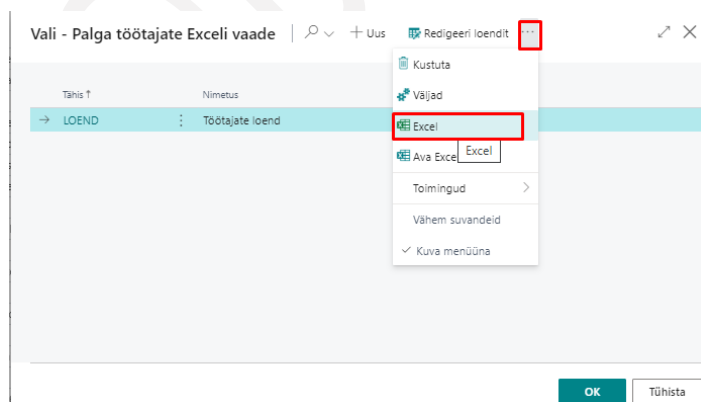 Vali - Palga töötajate Exceli vaade
Uus
Redigeeri loendit
Kustuta
Tähis ↑
Nimetus
Väljad
LOEND
Töötajate loend
Excel
Ava Exce
Excel
Toimingud
Vähem suvandeid
Kuva menüüna
OK
Tühista